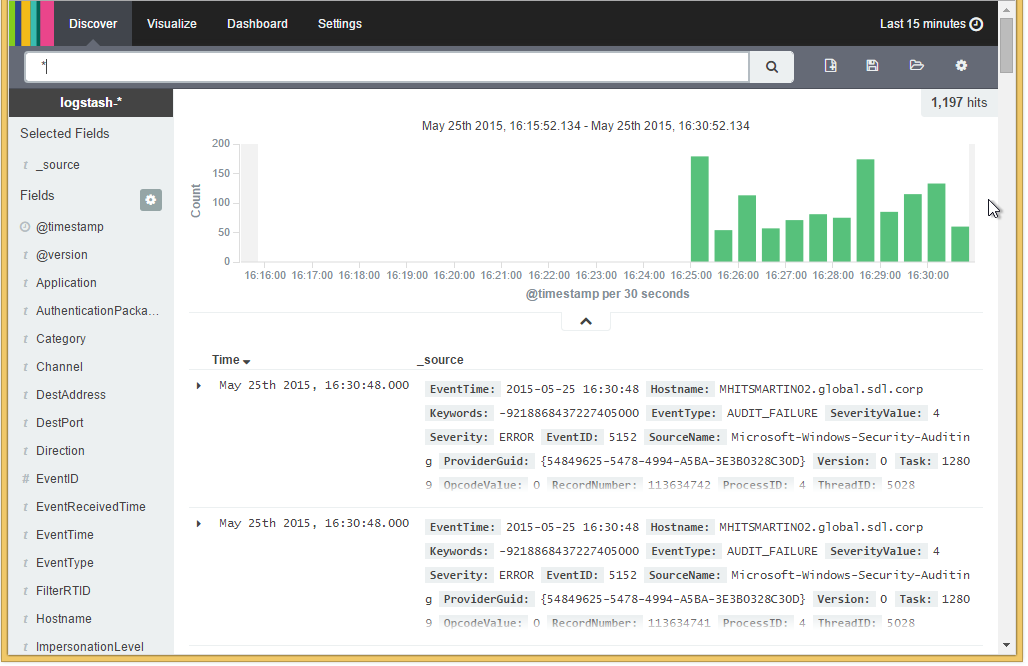 Discover Visualize Dashboard Settings Last 15 minutes
*
logstash-* 1,197 hits
Selected Fields
t _source
Fields
@timestamp
t @version
t Application
t AuthenticationPacka...
t Category
t Channel
t DestAddress
t DestPort
t Direction
# EventID
t EventReceivedTime
t EventTime
t EventType
t FilterRTID
t Hostname
t ImpersonationLevel
May 25th 2015, 16:15:52.134 - May 25th 2015, 16:30:52.134
Count
200
150
100
50
0
16:16:00 16:17:00 16:18:00 16:19:00 16:20:00 16:21:00 16:22:00 16:23:00 16:24:00 16:25:00 16:26:00 16:27:00 16:28:00 16:29:00 16:30:00
@timestamp per 30 seconds
Time _source
May 25th 2015, 16:30:48.000 EventTime: 2015-05-25 16:30:48 Hostname: MHITSMARTIN02.global.sdl.corp
Keywords: -9218868437227405000 EventType: AUDIT_FAILURE SeverityValue: 4
Severity: ERROR EventID: 5152 SourceName: Microsoft-Windows-Security-Auditin
g ProviderGuid: {54849625-5478-4994-A5BA-3E3B0328C30D} Version: 0 Task: 1280
9 OpcodeValue: 0 RecordNumber: 113634742 ProcessID: 4 ThreadID: 5028
May 25th 2015, 16:30:48.000 EventTime: 2015-05-25 16:30:48 Hostname: MHITSMARTIN02.global.sdl.corp
Keywords: -9218868437227405000 EventType: AUDIT_FAILURE SeverityValue: 4
Severity: ERROR EventID: 5152 SourceName: Microsoft-Windows-Security-Auditin
g ProviderGuid: {54849625-5478-4994-A5BA-3E3B0328C30D} Version: 0 Task: 1280
9 OpcodeValue: 0 RecordNumber: 113634741 ProcessID: 4 ThreadID: 5028